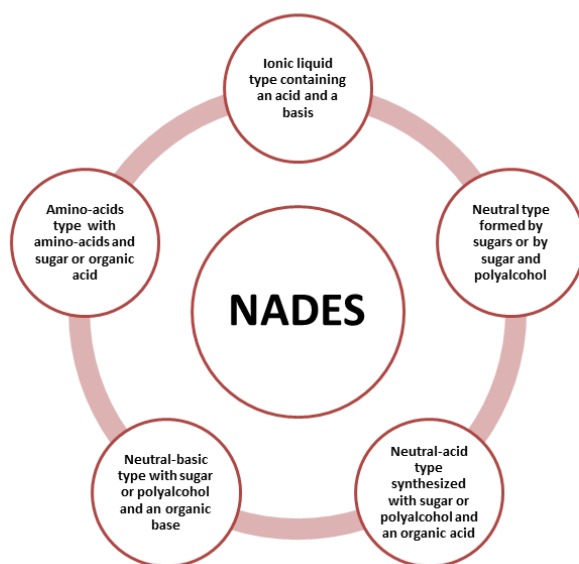 Ionic liquid
type containing
an acid and a
basis
Amino-acids
type with
amino-acids and
sugar or organic
acid
Neutral type
formed by
sugars or by
sugar and
polyalcohol
NADES
Neutral-basic
type with sugar
or polyalcohol
and an organic
base
Neutral-acid
type
synthesized
with sugar or
polyalcohol and
an organic acid